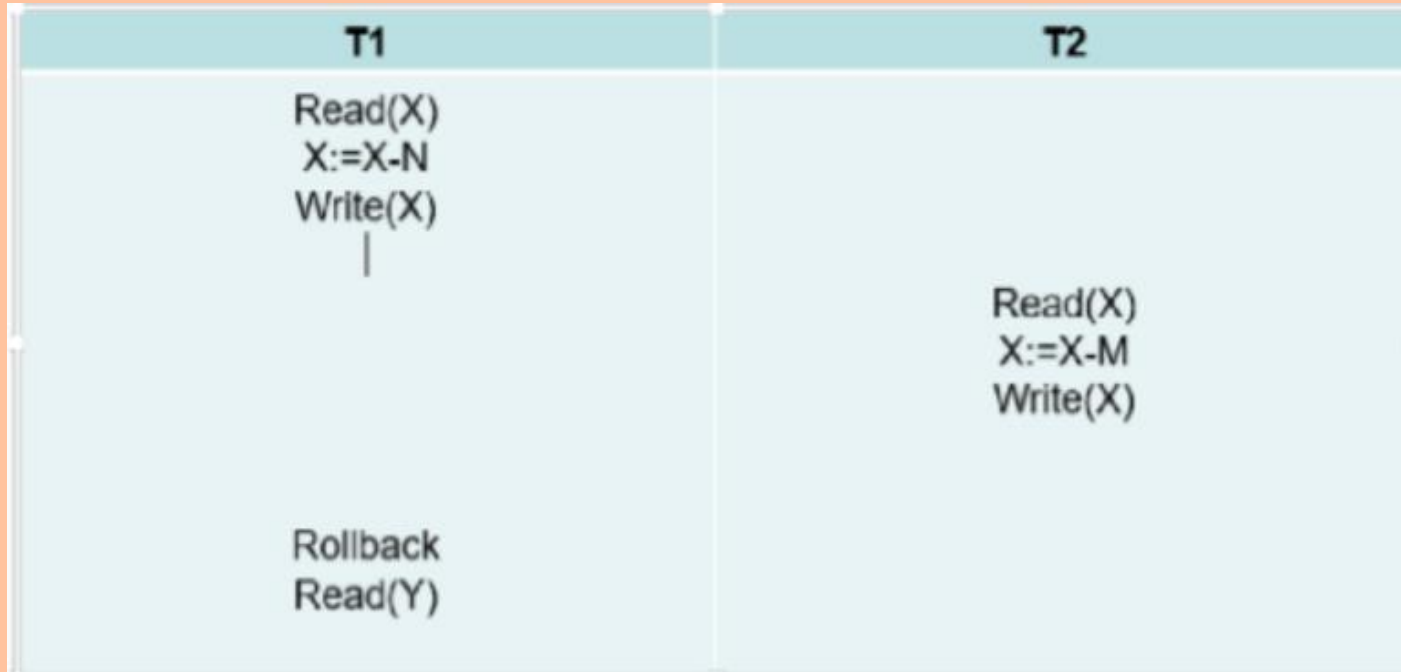 T1
T2
Read(X)
X:=X-N
Write(X)
|
Read(X)
X:=X-M
Write(X)
Rollback
Read(Y)